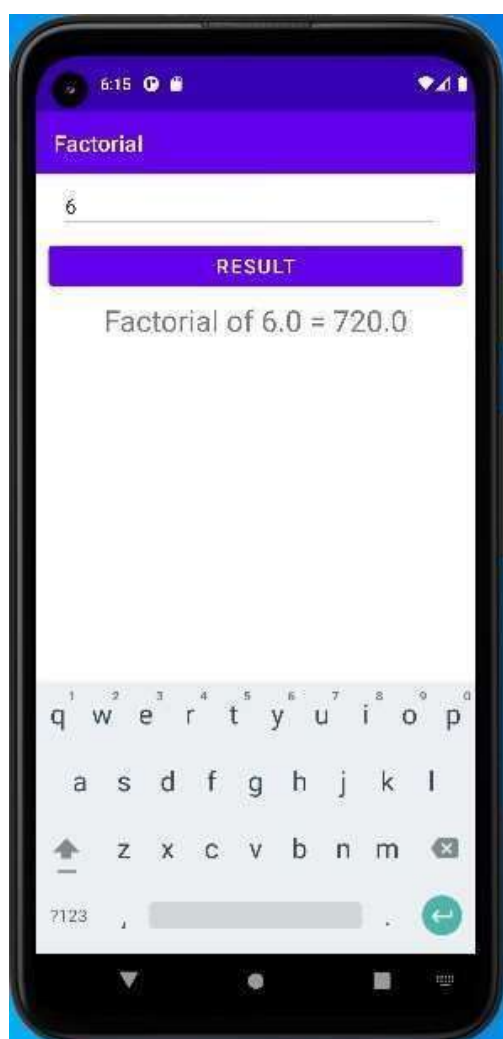 6:15
Factorial
6
RESULT
Factorial of 6.0 = 720.0
1 2 3 4 5 6 7 8 9 0
q w e r t y u i o p
a s d f g h j k l
z x c v b n m
?123 , .